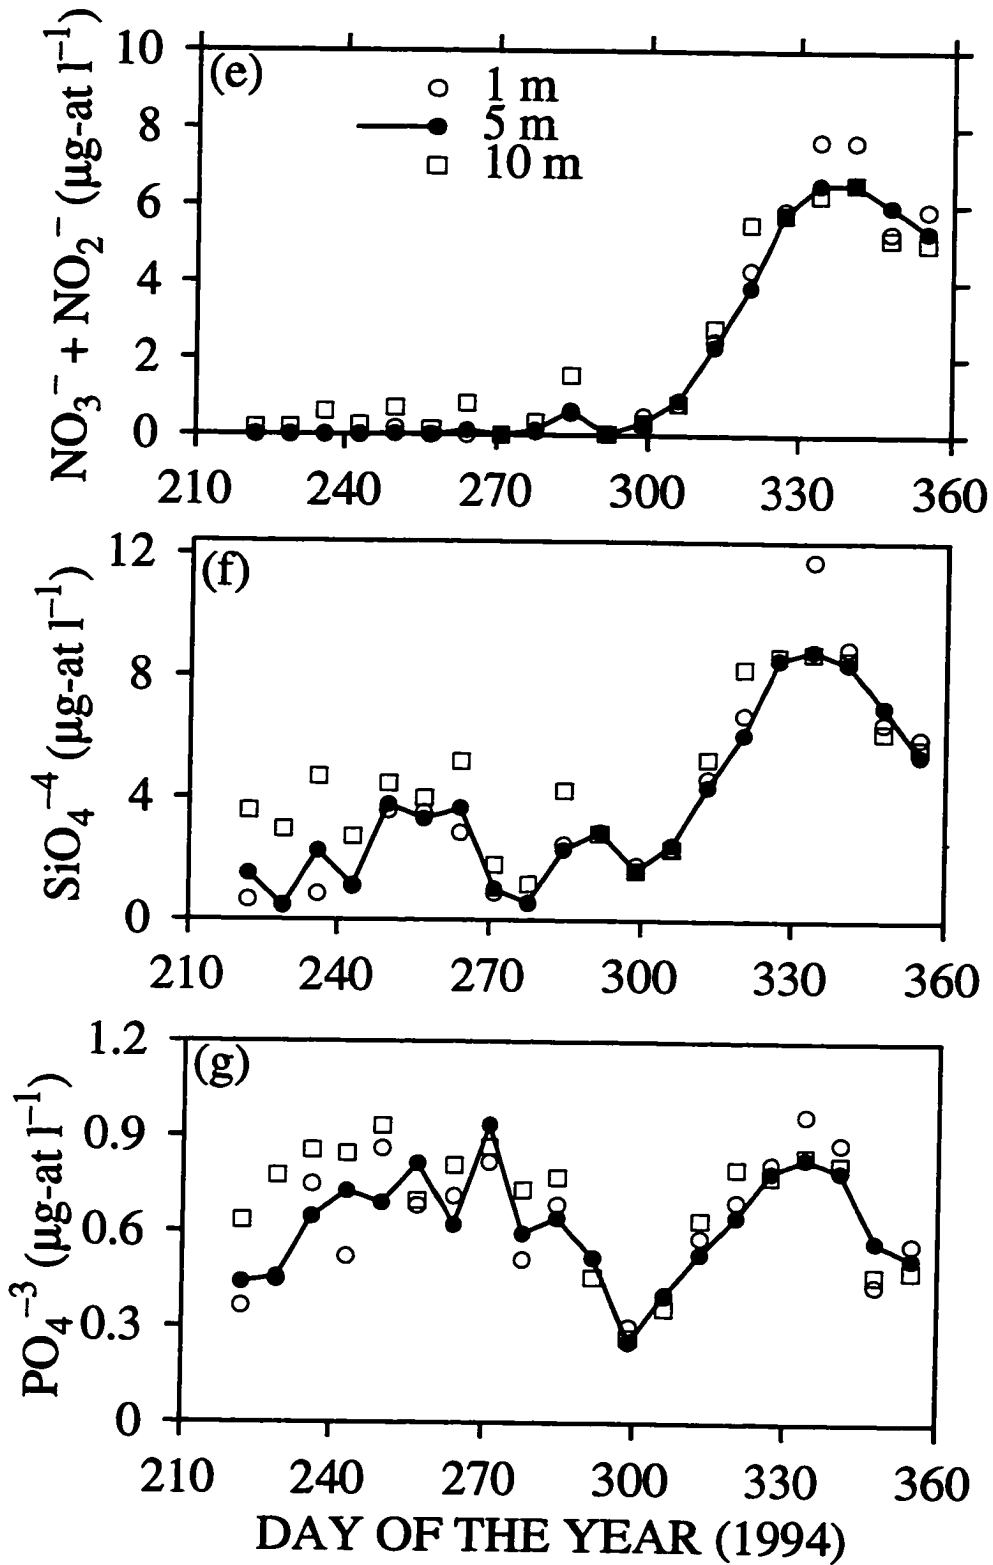 NO₃⁻ + NO₂⁻ (μg-at l⁻¹)
10
8
6
4
2
0
(e)
1 m
5 m
10 m
210 240 270 300 330 360
SiO₄⁻⁴ (μg-at l⁻¹)
12
8
4
0
(f)
210 240 270 300 330 360
PO₄⁻³ (μg-at l⁻¹)
1.2
0.9
0.6
0.3
0
(g)
210 240 270 300 330 360
DAY OF THE YEAR (1994)